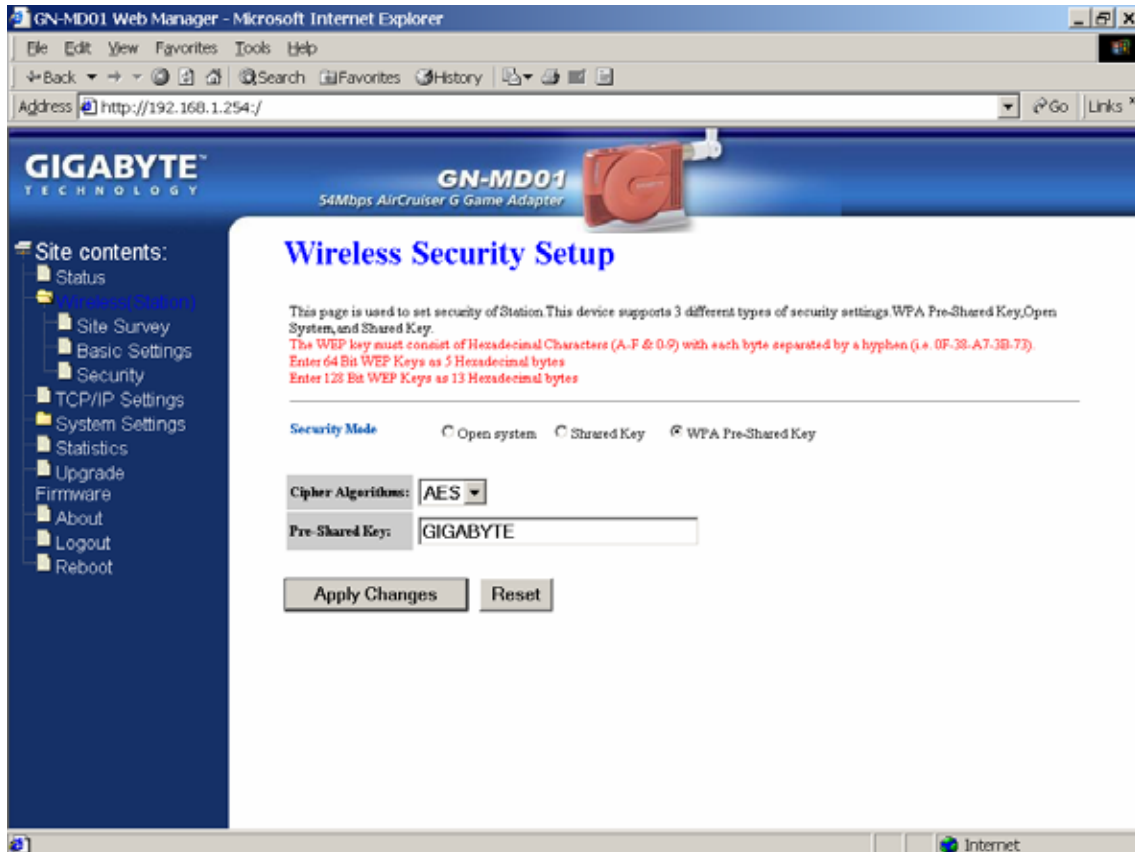 GN-MD01 Web Manager - Microsoft Internet Explorer
File Edit View Favorites Tools Help
Back Search Favorites History
Address http://192.168.1.254:/ Go Links
GIGABYTE™
TECHNOLOGY
GN-MD01
54Mbps AirCruiser G Game Adapter
Site contents:
Status
Wireless(Station)
Site Survey
Basic Settings
Security
TCP/IP Settings
System Settings
Statistics
Upgrade
Firmware
About
Logout
Reboot
Wireless Security Setup
This page is used to set security of Station.This device supports 3 different types of security settings.WPA Pre-Shared Key,Open
System,and Shared Key.
The WEP key must consist of Hexadecimal Characters (A-F & 0-9) with each byte separated by a hyphen (i.e. 0F-38-A7-3B-73).
Enter 64 Bit WEP Keys as 5 Hexadecimal bytes
Enter 128 Bit WEP Keys as 13 Hexadecimal bytes
Security Mode Open system Shrared Key WPA Pre-Shared Key
Cipher Algorithms: AES
Pre-Shared Key: GIGABYTE
Apply Changes Reset
Internet